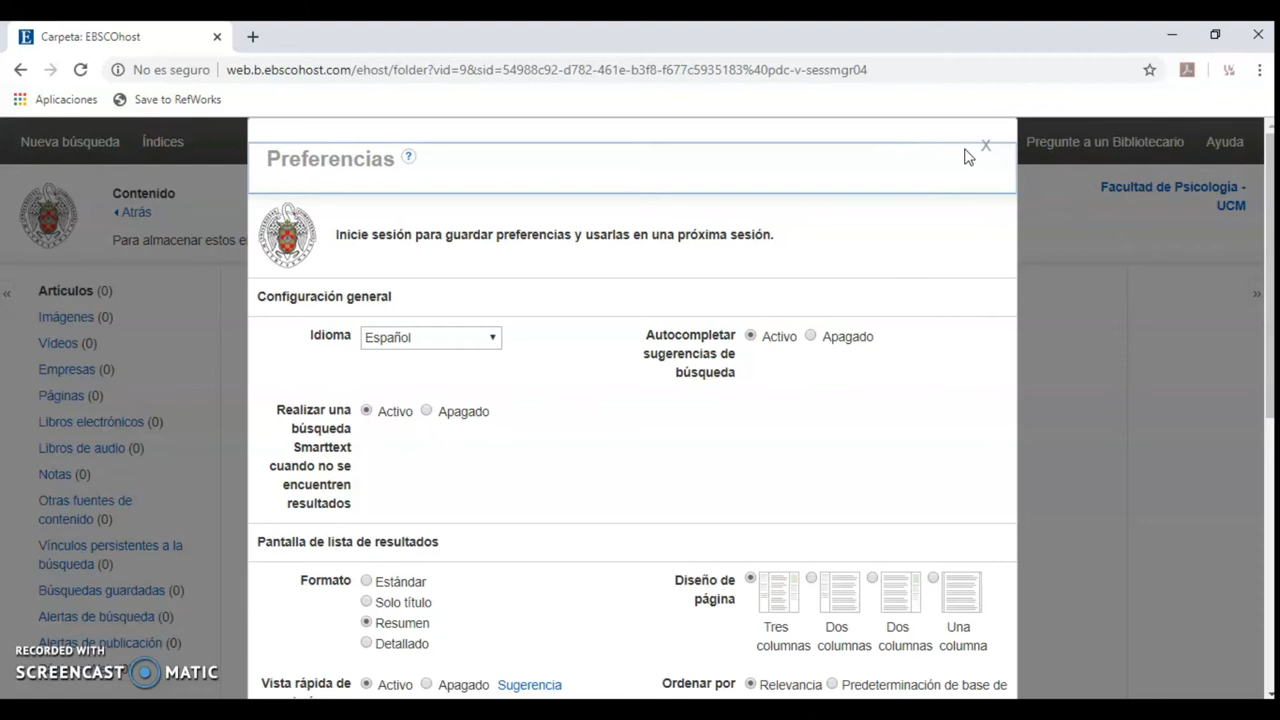 Carpeta: EBSCOhost
No es seguro
web.b.ebscohost.com/ehost/folder?vid=9&sid=54988c92-d782-461e-b3f8-f677c5935183%40pdc-v-sessmgr04
Aplicaciones
Save to RefWorks
Nueva búsqueda
Índices
Pregunte a un Bibliotecario
Ayuda
Contenido
Atrás
Para almacenar estos e
Facultad de Psicología -
UCM
Artículos (0)
Imágenes (0)
Vídeos (0)
Empresas (0)
Páginas (0)
Libros electrónicos (0)
Libros de audio (0)
Notas (0)
Otras fuentes de
contenido (0)
Vínculos persistentes a la
búsqueda (0)
Búsquedas guardadas (0)
Alertas de búsqueda (0)
Alertas de publicación (0)
Preferencias ?
X
Inicie sesión para guardar preferencias y usarlas en una próxima sesión.
Configuración general
Idioma
Español
Autocompletar
sugerencias de
búsqueda
Activo
Apagado
Realizar una
búsqueda
Smarttext
cuando no se
encuentren
resultados
Activo
Apagado
Pantalla de lista de resultados
Formato
Estándar
Solo título
Resumen
Detallado
Diseño de
página
Tres
columnas
Dos
columnas
Dos
columnas
Una
columna
Vista rápida de
Activo
Apagado
Sugerencia
Ordenar por
Relevancia
Predeterminación de base de
RECORDED WITH
SCREENCAST MATIC